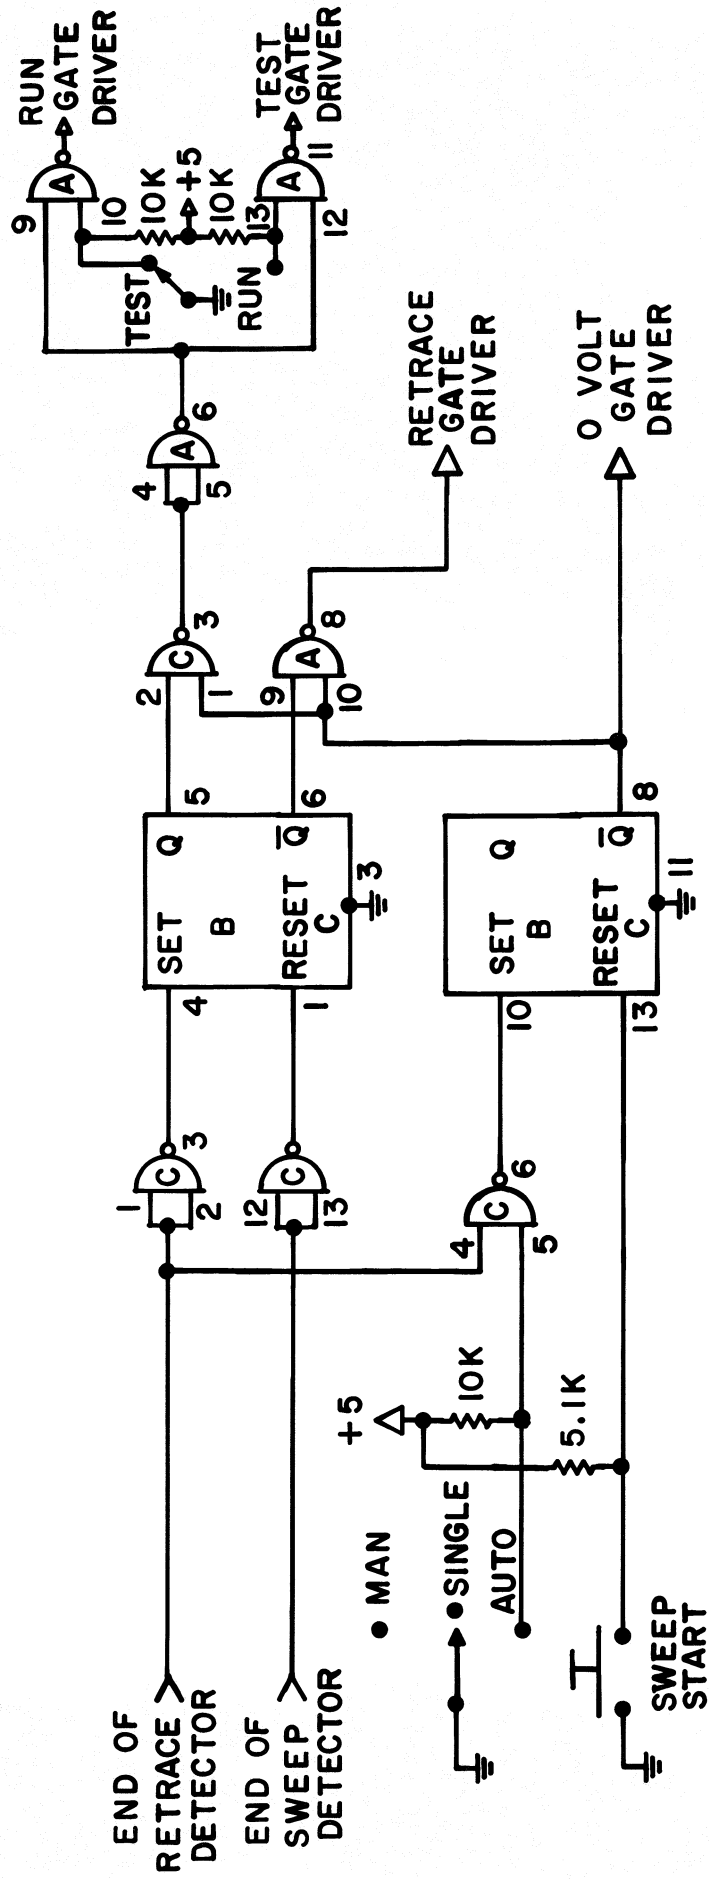 END OF
RETRACE
DETECTOR
END OF
SWEEP
DETECTOR
MAN
SINGLE
AUTO
SWEEP
START
+5
10K
5.1K
1
2
C
3
12
13
C
4
5
C
6
4
SET
Q
5
B
1
RESET
Q̅
6
C
3
10
SET
Q
B
13
RESET
Q̅
8
C
11
2
1
C
3
9
10
A
8
4
5
A
6
9
10
A
RUN
GATE
DRIVER
TEST
RUN
10K
+5
10K
13
12
A
11
TEST
GATE
DRIVER
RETRACE
GATE
DRIVER
0 VOLT
GATE
DRIVER